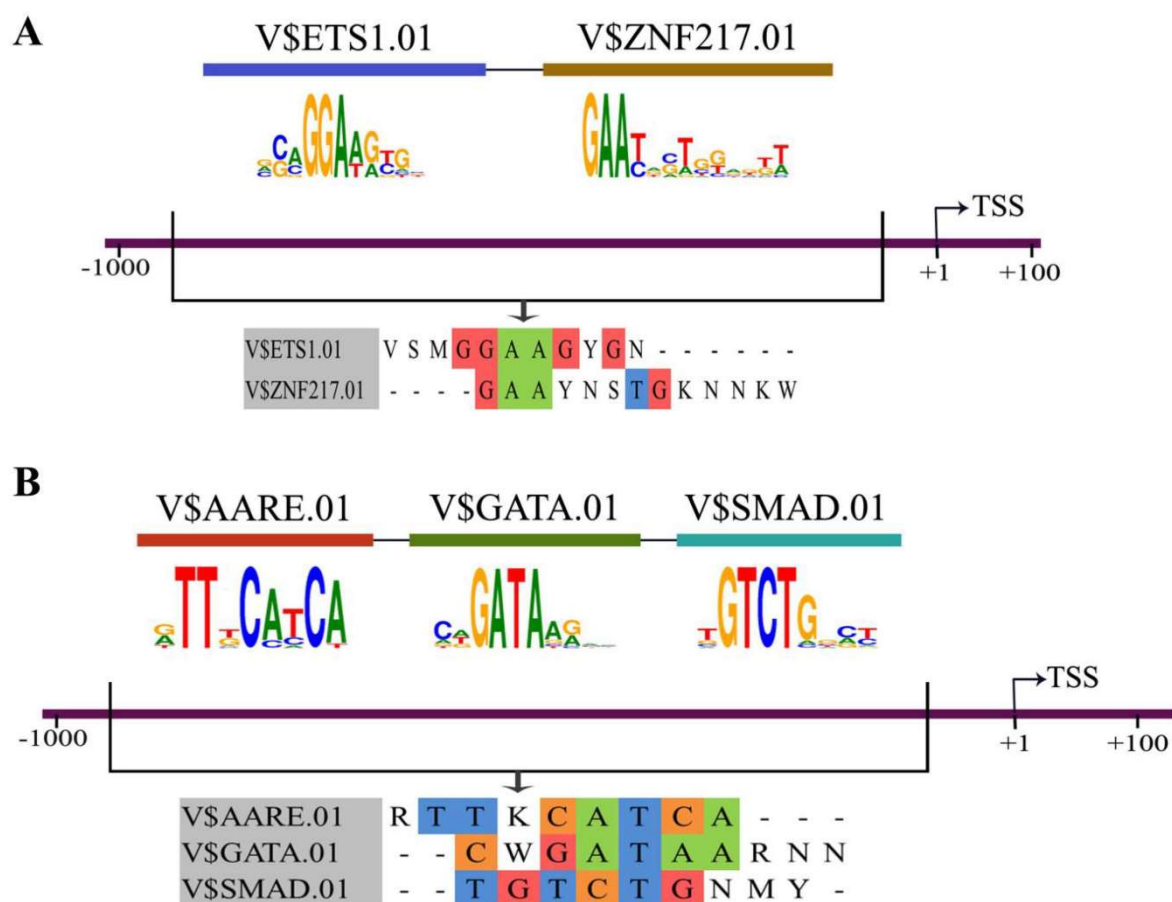 A
V$ETS1.01 V$ZNF217.01
TSS
-1000 +1 +100
V$ETS1.01 V S M G G A A G Y G N - - - - - -
V$ZNF217.01 - - - - G A A Y N S T G K N N K W
B
V$AARE.01 V$GATA.01 V$SMAD.01
TSS
-1000 +1 +100
V$AARE.01 R T T K C A T C A - - -
V$GATA.01 - - C W G A T A A R N N
V$SMAD.01 - - T G T C T G N M Y -